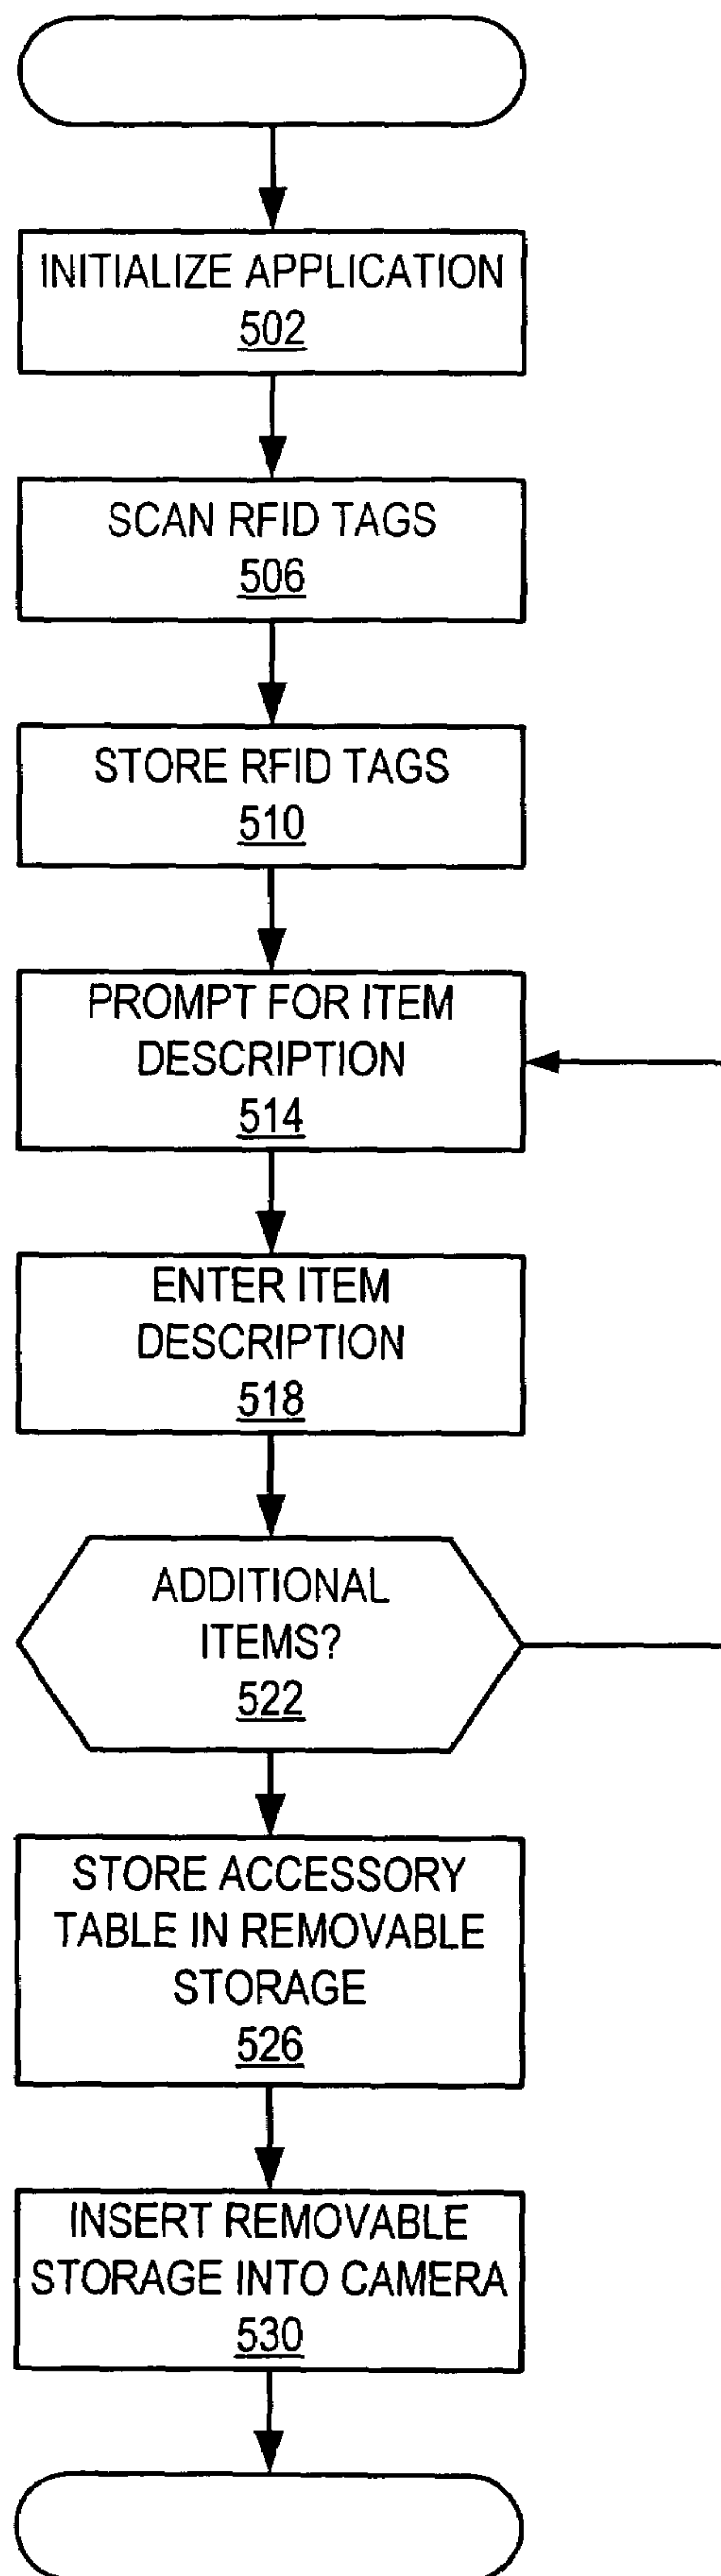 INITIALIZE APPLICATION
502
SCAN RFID TAGS
506
STORE RFID TAGS
510
PROMPT FOR ITEM
DESCRIPTION
514
ENTER ITEM
DESCRIPTION
518
ADDITIONAL
ITEMS?
522
STORE ACCESSORY
TABLE IN REMOVABLE
STORAGE
526
INSERT REMOVABLE
STORAGE INTO CAMERA
530